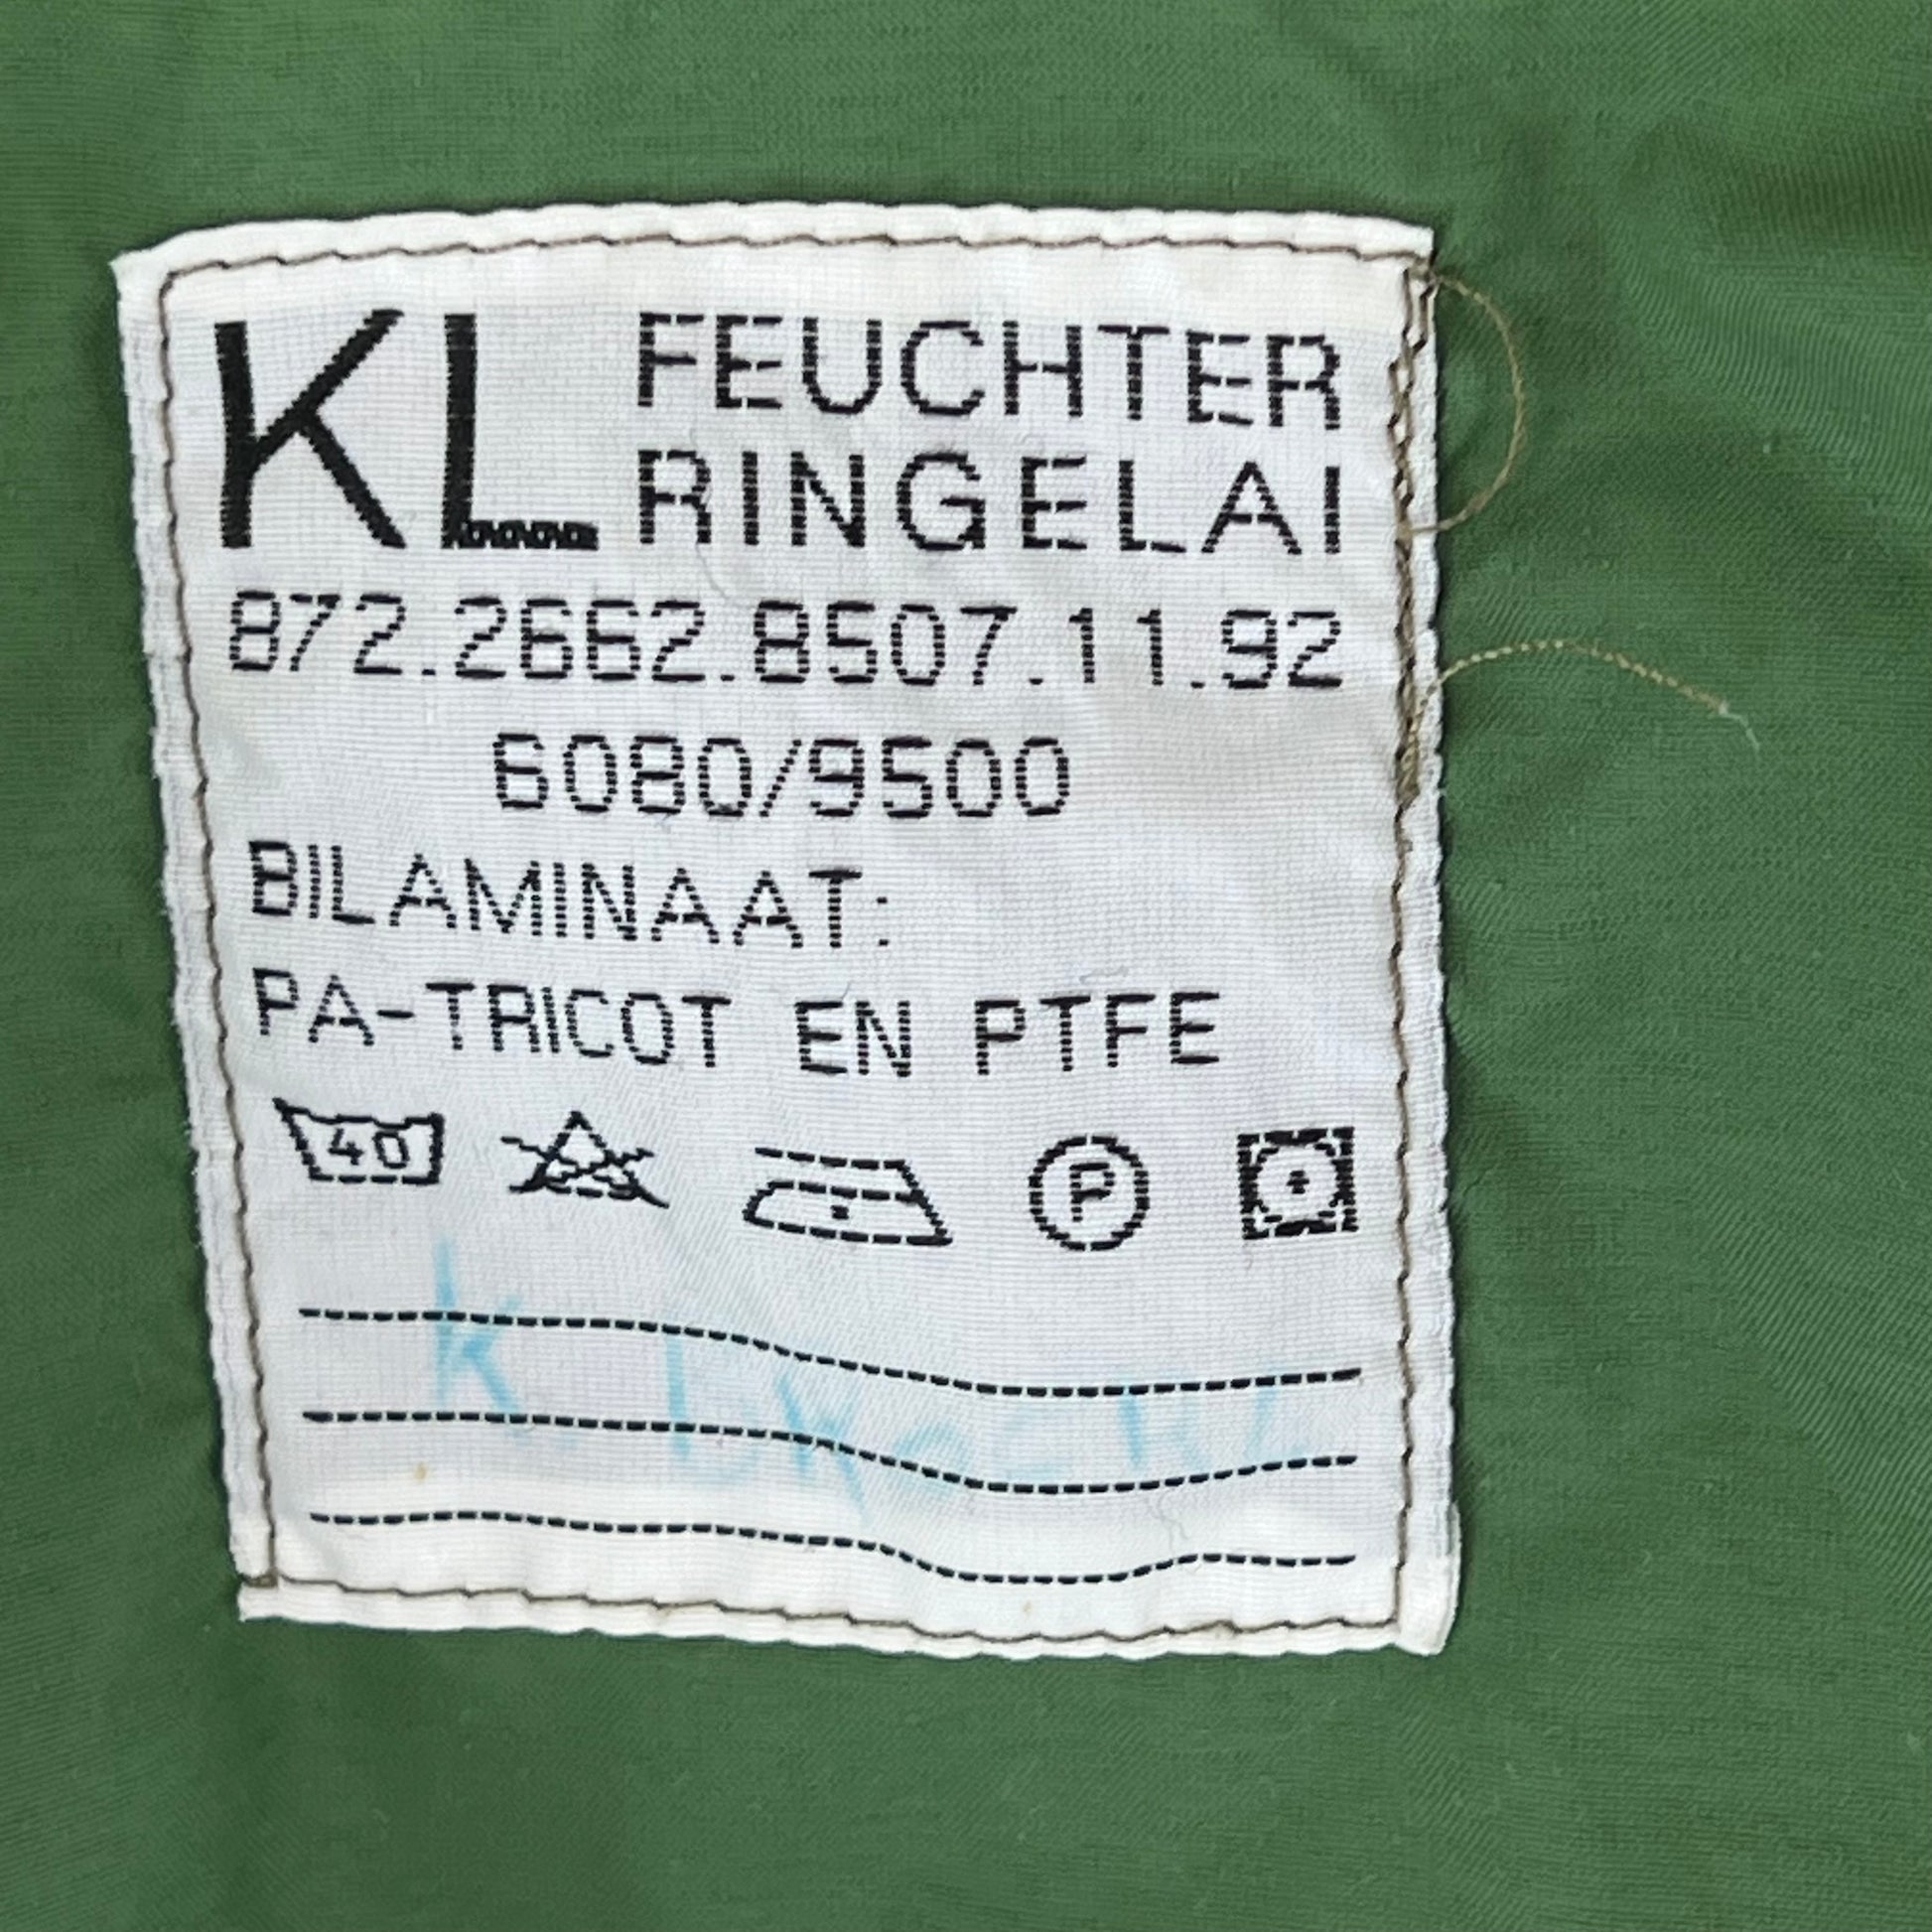 KL FEUCHTER
RINGELAI
872.2662.8507.11.92
6080/9500
BILAMINAAT:
PA-TRICOT EN PTFE
40 P